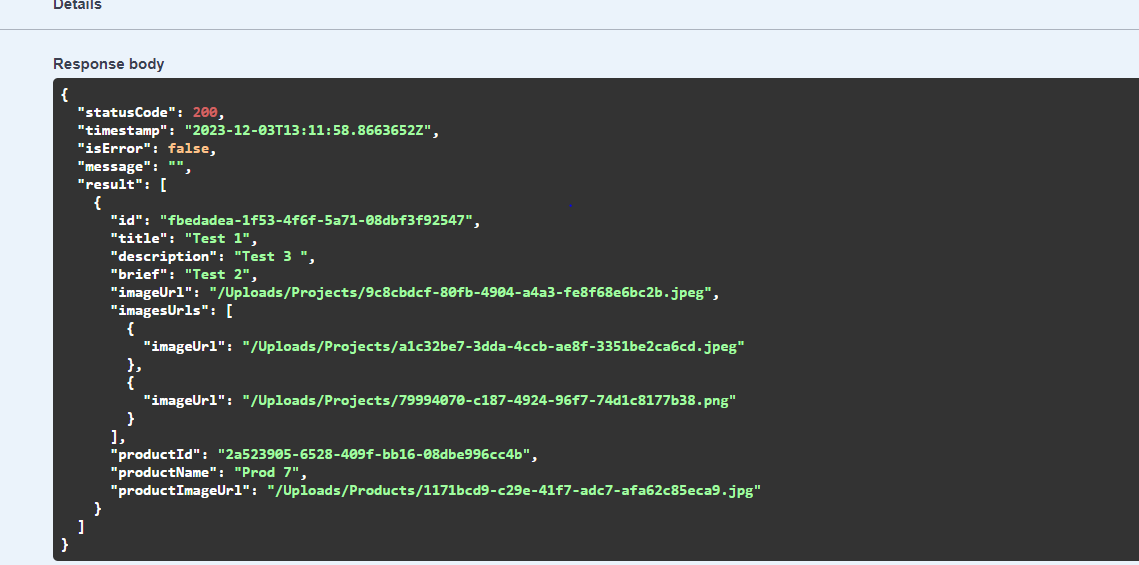 Details
Response body
{
"statusCode": 200,
"timestamp": "2023-12-03T13:11:58.8663652Z",
"isError": false,
"message": "",
"result": [
{
"id": "fbedadea-1f53-4f6f-5a71-08dbf3f92547",
"title": "Test 1",
"description": "Test 3 ",
"brief": "Test 2",
"imageUrl": "/Uploads/Projects/9c8cbdcf-80fb-4904-a4a3-fe8f68e6bc2b.jpeg",
"imagesUrls": [
{
"imageUrl": "/Uploads/Projects/a1c32be7-3dda-4ccb-ae8f-3351be2ca6cd.jpeg"
},
{
"imageUrl": "/Uploads/Projects/79994070-c187-4924-96f7-74d1c8177b38.png"
}
],
"productId": "2a523905-6528-409f-bb16-08dbe996cc4b",
"productName": "Prod 7",
"productImageUrl": "/Uploads/Products/1171bcd9-c29e-41f7-adc7-afa62c85eca9.jpg"
}
]
}